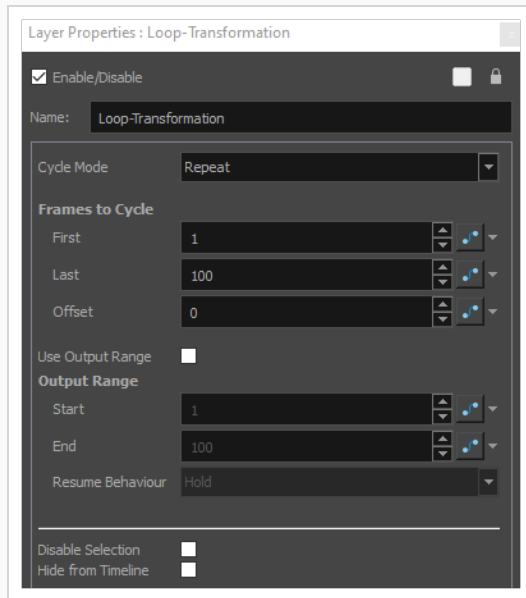 Layer Properties : Loop-Transformation
Enable/Disable
Name: Loop-Transformation
Cycle Mode Repeat
Frames to Cycle
First 1
Last 100
Offset 0
Use Output Range
Output Range
Start 1
End 100
Resume Behaviour Hold
Disable Selection
Hide from Timeline